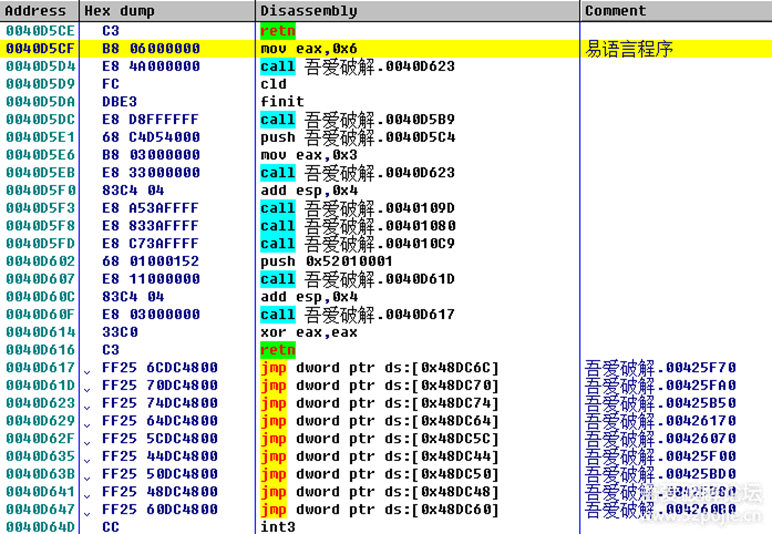 Address Hex dump Disassembly Comment
0040D5CE C3 retn
0040D5CF B8 06000000 mov eax,0x6 易语言程序
0040D5D4 E8 4A000000 call 吾爱破解.0040D623
0040D5D9 FC cld
0040D5DA DBE3 finit
0040D5DC E8 D8FFFFFF call 吾爱破解.0040D5B9
0040D5E1 68 C4D54000 push 吾爱破解.0040D5C4
0040D5E6 B8 03000000 mov eax,0x3
0040D5EB E8 33000000 call 吾爱破解.0040D623
0040D5F0 83C4 04 add esp,0x4
0040D5F3 E8 A53AFFFF call 吾爱破解.0040109D
0040D5F8 E8 833AFFFF call 吾爱破解.00401080
0040D5FD E8 C73AFFFF call 吾爱破解.004010C9
0040D602 68 01000152 push 0x52010001
0040D607 E8 11000000 call 吾爱破解.0040D61D
0040D60C 83C4 04 add esp,0x4
0040D60F E8 03000000 call 吾爱破解.0040D617
0040D614 33C0 xor eax,eax
0040D616 C3 retn
0040D617 FF25 6CDC4800 jmp dword ptr ds:[0x48DC6C] 吾爱破解.00425F70
0040D61D FF25 70DC4800 jmp dword ptr ds:[0x48DC70] 吾爱破解.00425FA0
0040D623 FF25 74DC4800 jmp dword ptr ds:[0x48DC74] 吾爱破解.00425B50
0040D629 FF25 64DC4800 jmp dword ptr ds:[0x48DC64] 吾爱破解.00426170
0040D62F FF25 5CDC4800 jmp dword ptr ds:[0x48DC5C] 吾爱破解.00426070
0040D635 FF25 44DC4800 jmp dword ptr ds:[0x48DC44] 吾爱破解.00425F00
0040D63B FF25 50DC4800 jmp dword ptr ds:[0x48DC50] 吾爱破解.00425BD0
0040D641 FF25 48DC4800 jmp dword ptr ds:[0x48DC48]
0040D647 FF25 60DC4800 jmp dword ptr ds:[0x48DC60] 吾爱破解.004260B0
0040D64D CC int3
www.52pojie.cn